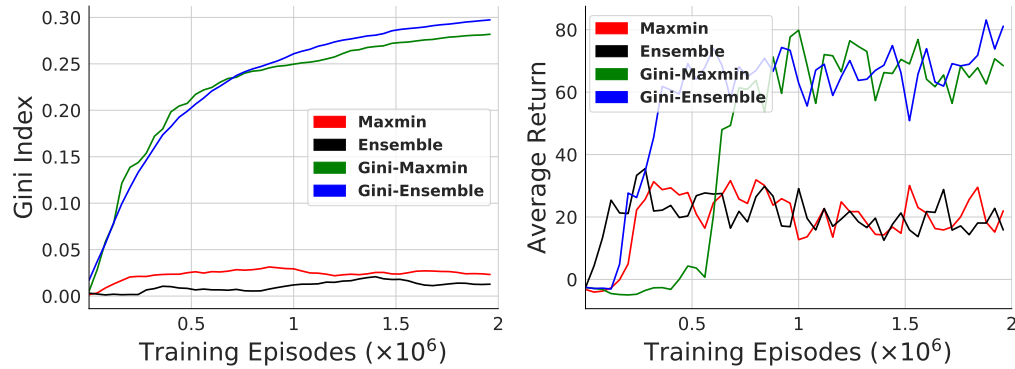 Gini Index
0.30
0.25
0.20
0.15
0.10
0.05
0.00
Maxmin
Ensemble
Gini-Maxmin
Gini-Ensemble
0.5
1
1.5
2
Training Episodes (×10⁶)
Average Return
80
60
40
20
0
Maxmin
Ensemble
Gini-Maxmin
Gini-Ensemble
0.5
1
1.5
2
Training Episodes (×10⁶)